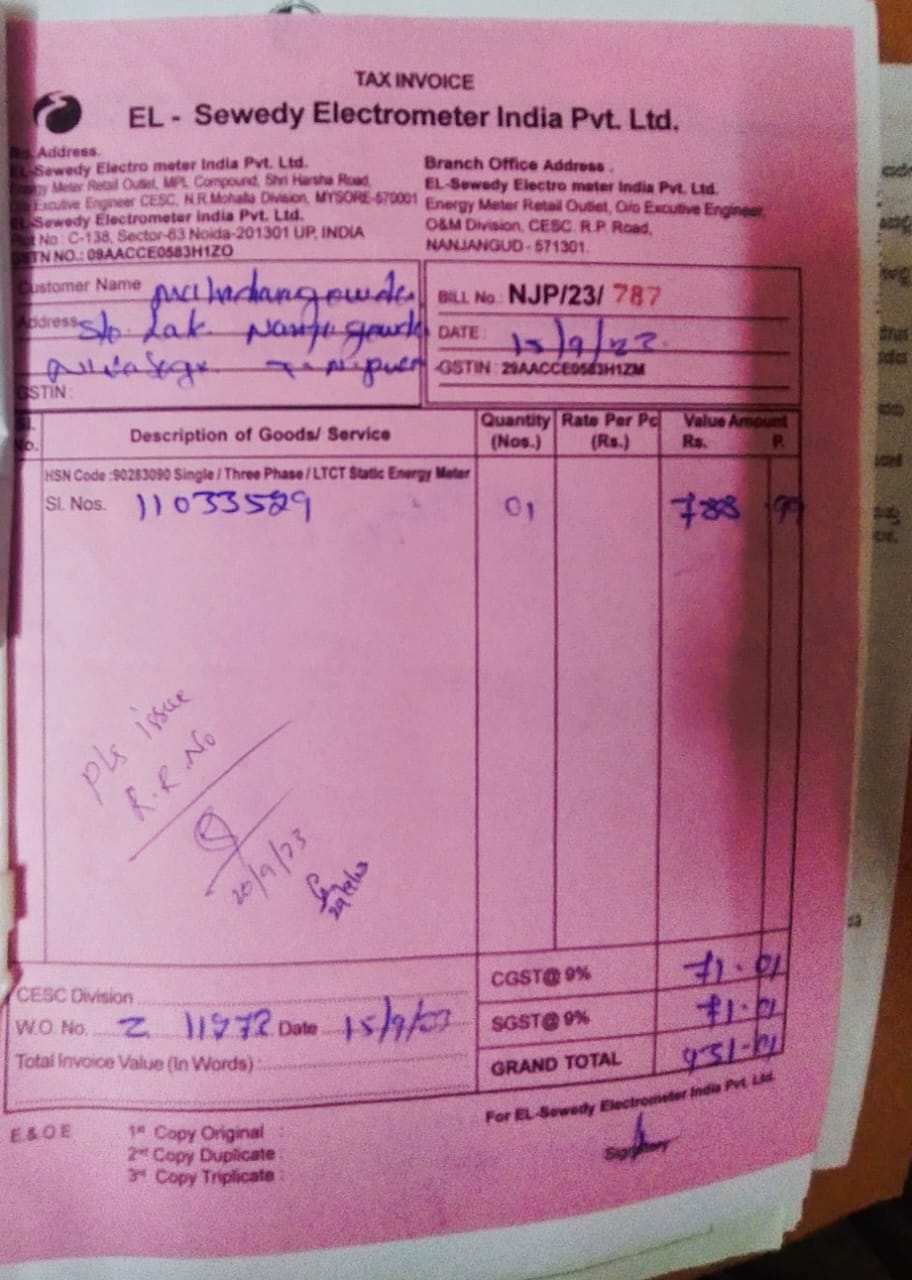 TAX INVOICE
EL - Sewedy Electrometer India Pvt. Ltd.
Address.
EL-Sewedy Electro meter India Pvt. Ltd.
Energy Meter Retail Outlet, MPL Compound, Shri Harsha Road,
Excutive Engineer CESC, N.R.Mohalla Division, MYSORE-570001
EL-Sewedy Electrometer India Pvt. Ltd.
No : C-138, Sector-63 Noida-201301 UP, INDIA
GSTN NO.: 09AACCE0583H1ZO
Branch Office Address .
EL-Sewedy Electro meter India Pvt. Ltd.
Energy Meter Retail Outlet, O/o Excutive Engineer,
O&M Division, CESC. R.P. Road,
NANJANGUD - 571301.
Customer Name
Address S/o Lak.
GSTIN :
BILL No.: NJP/23/ 787
DATE : 15/9/23.
GSTIN : 29AACCE0583H1ZM
Sl. No. Description of Goods/ Service Quantity (Nos.) Rate Per Pc (Rs.) Value Amount Rs. P.
HSN Code :90283090 Single / Three Phase / LTCT Static Energy Meter
Sl. Nos. 11033529 01 788 99
Pls issue
R.R.No
20/9/23
CGST@ 9% 71.01
SGST@ 9% 71.01
GRAND TOTAL 931-01
CESC Division
W.O. No. Date 15/9/23
Total Invoice Value (In Words) :
For EL-Sewedy Electrometer India Pvt. Ltd.
Signatory
E.& O.E
1st Copy Original :
2nd Copy Duplicate :
3rd Copy Triplicate :